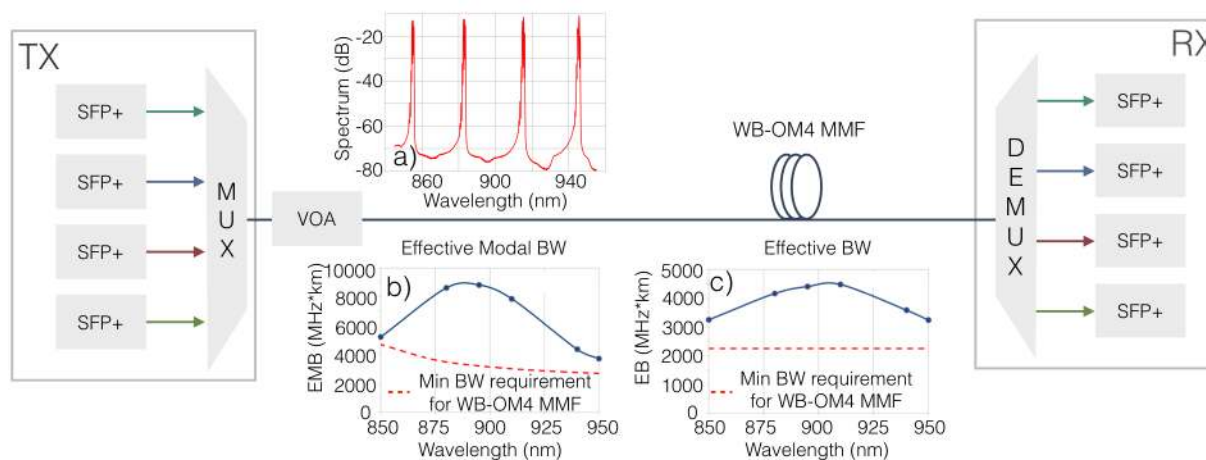 TX
SFP+
SFP+
SFP+
SFP+
MUX
VOA
Spectrum (dB)
-20
-40
-60
-80
a)
860
900
940
Wavelength (nm)
WB-OM4 MMF
RX
DEMUX
SFP+
SFP+
SFP+
SFP+
Effective Modal BW
EMB (MHz*km)
10000
8000
6000
4000
2000
0
b)
Min BW requirement
for WB-OM4 MMF
850 875 900 925 950
Wavelength (nm)
Effective BW
EB (MHz*km)
5000
4000
3000
2000
1000
0
c)
Min BW requirement
for WB-OM4 MMF
850 875 900 925 950
Wavelength (nm)